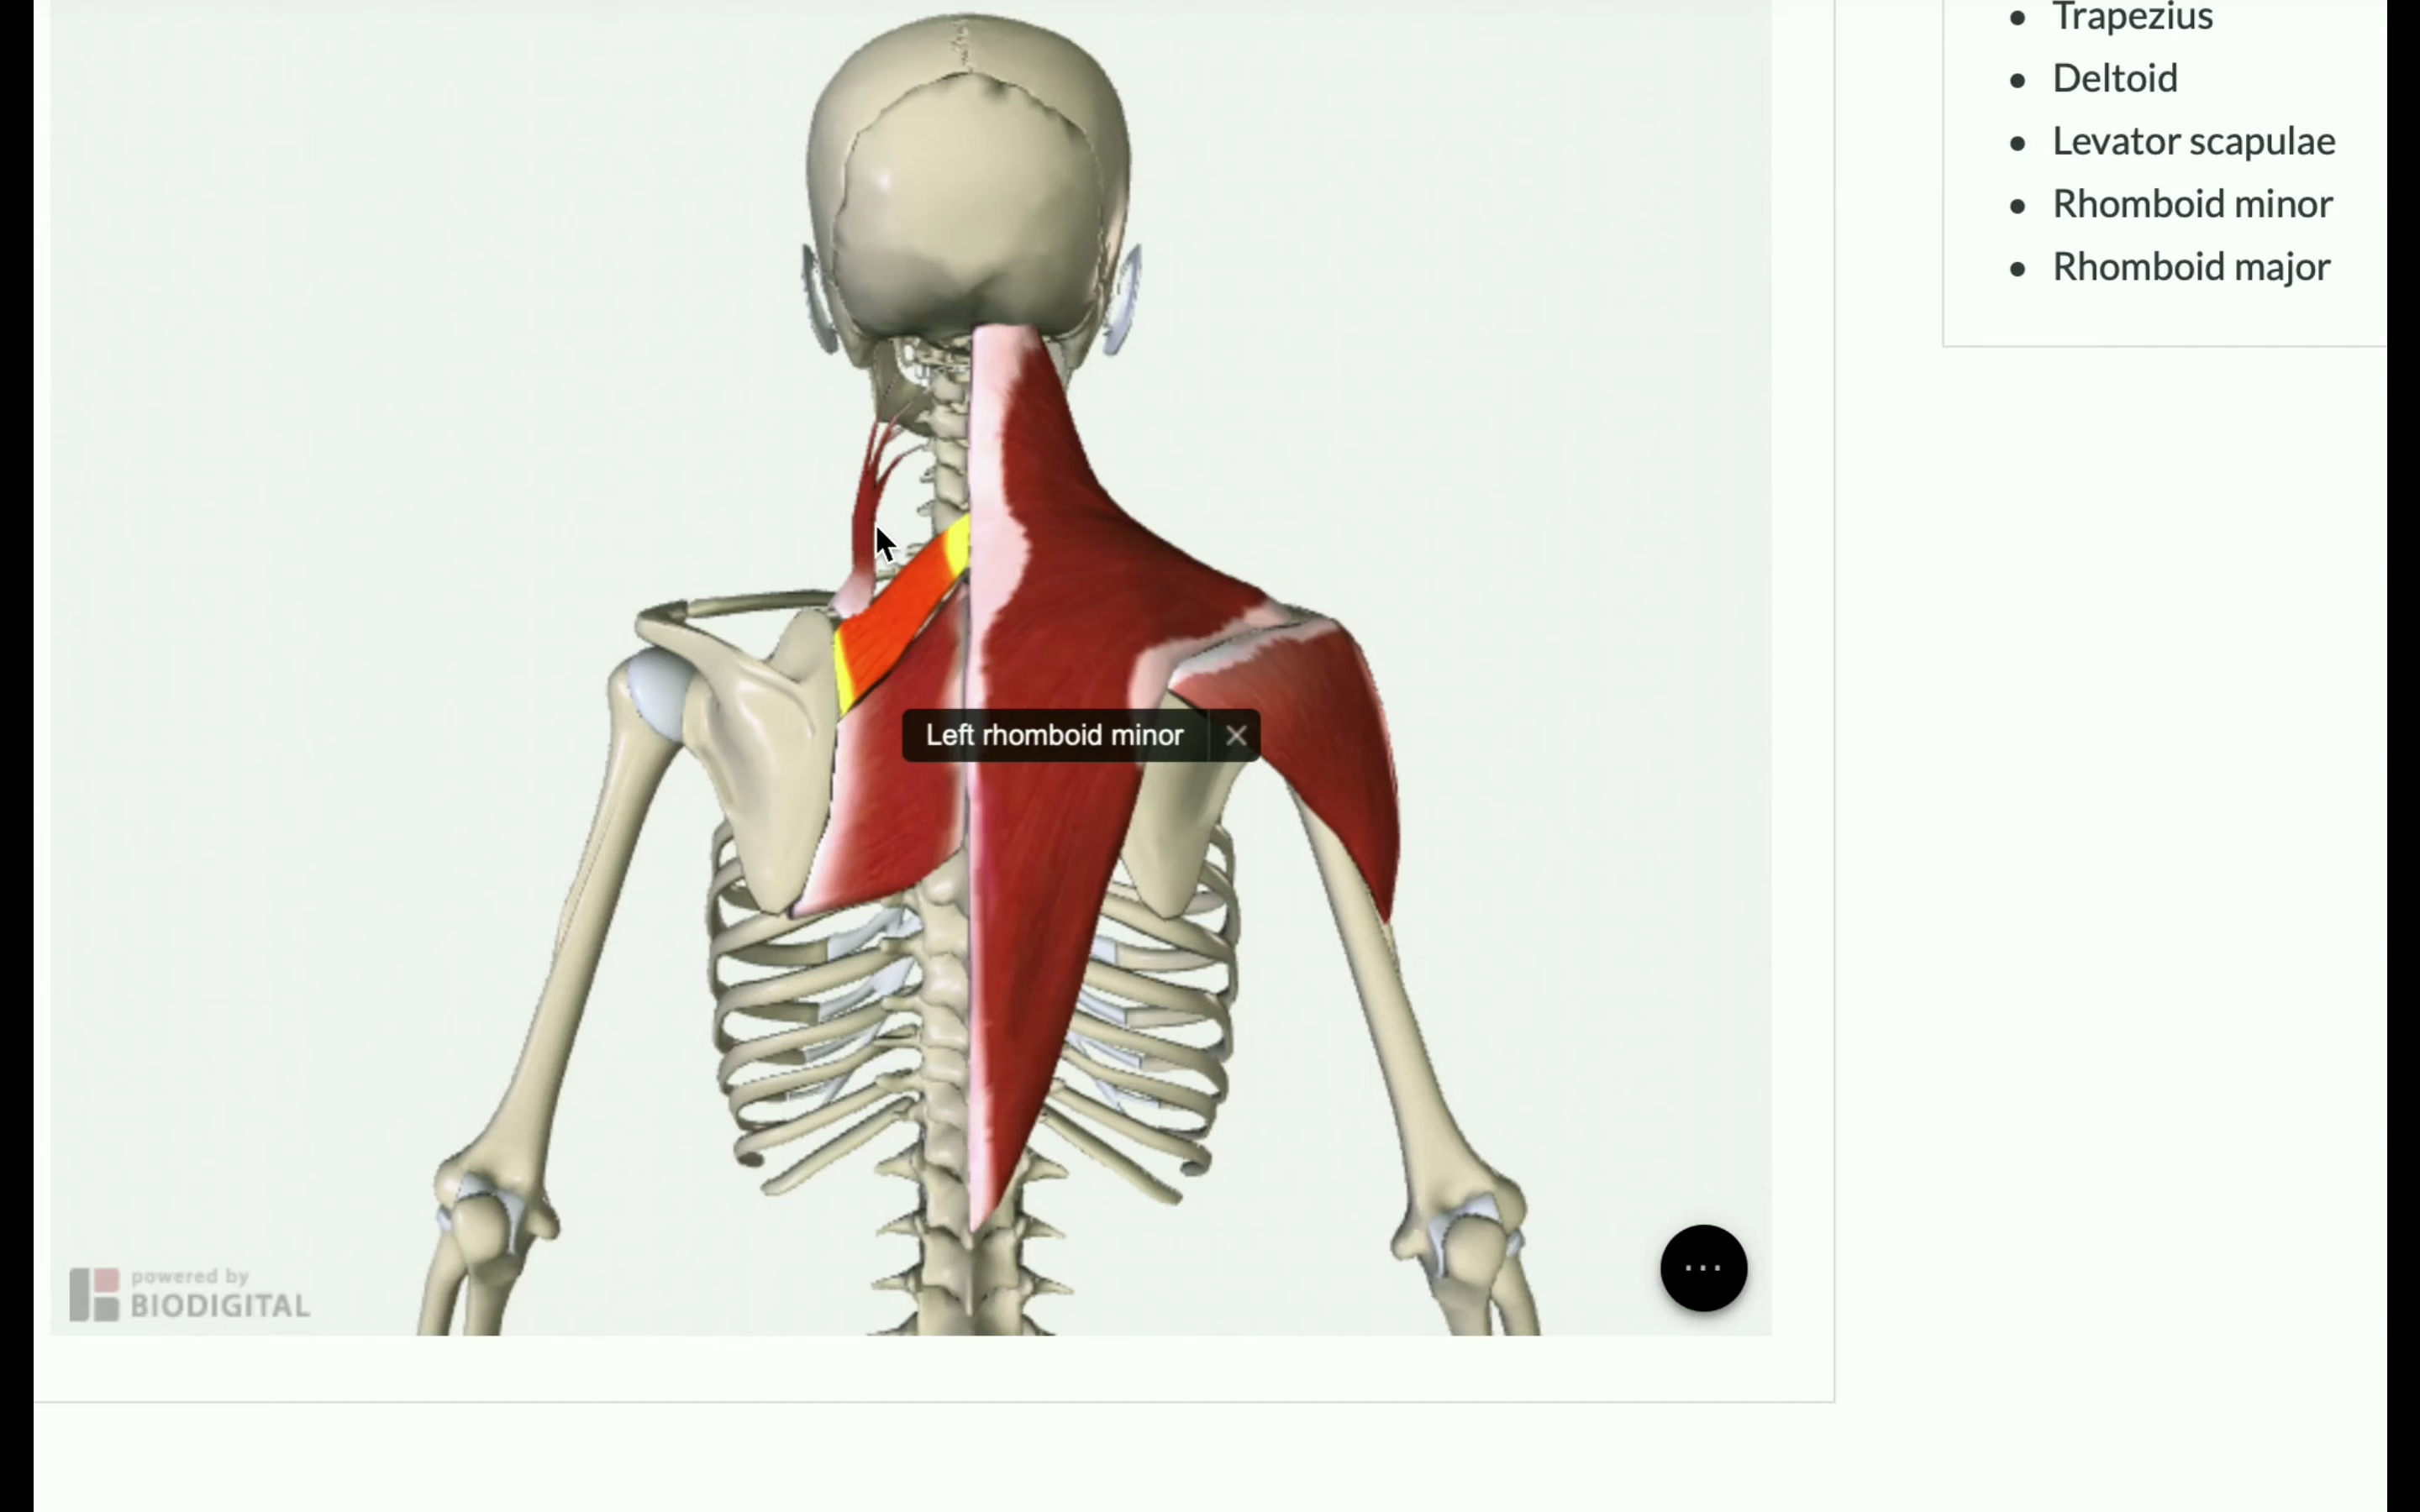 Trapezius
Deltoid
Levator scapulae
Rhomboid minor
Rhomboid major
Left rhomboid minor
powered by
BIODIGITAL